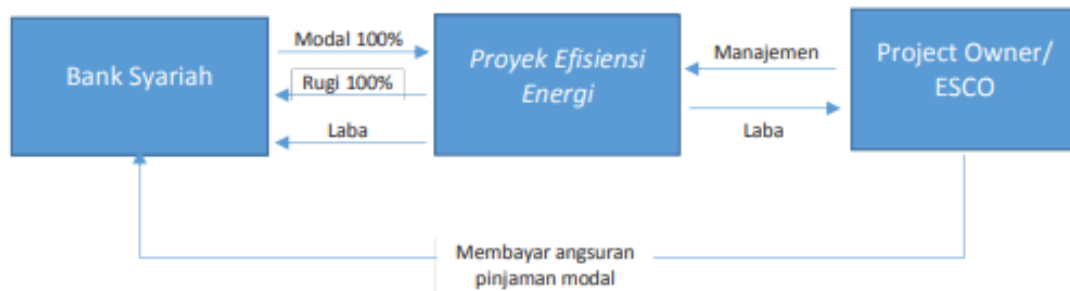 Bank Syariah
Modal 100%
Rugi 100%
Laba
Proyek Efisiensi
Energi
Manajemen
Laba
Project Owner/
ESCO
Membayar angsuran
pinjaman modal